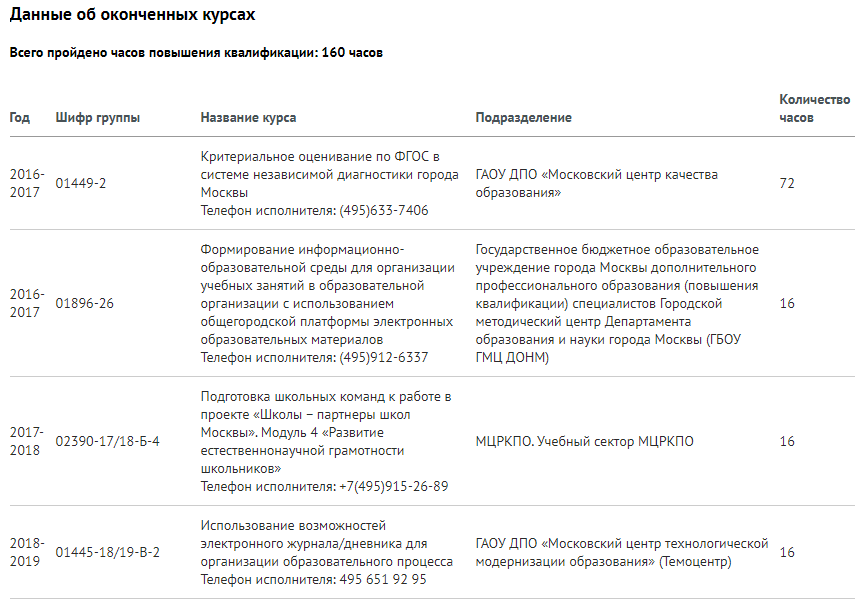 Данные об оконченных курсах
Всего пройдено часов повышения квалификации: 160 часов
Год Шифр группы Название курса Подразделение Количество часов
2016-
2017
01449-2
Критериальное оценивание по ФГОС в
системе независимой диагностики города
Москвы
Телефон исполнителя: (495)633-7406
ГАОУ ДПО «Московский центр качества
образования»
72
2016-
2017
01896-26
Формирование информационно-
образовательной среды для организации
учебных занятий в образовательной
организации с использованием
общегородской платформы электронных
образовательных материалов
Телефон исполнителя: (495)912-6337
Государственное бюджетное образовательное
учреждение города Москвы дополнительного
профессионального образования (повышения
квалификации) специалистов Городской
методический центр Департамента
образования и науки города Москвы (ГБОУ
ГМЦ ДОНМ)
16
2017-
2018
02390-17/18-Б-4
Подготовка школьных команд к работе в
проекте «Школы – партнеры школ
Москвы». Модуль 4 «Развитие
естественнонаучной грамотности
школьников»
Телефон исполнителя: +7(495)915-26-89
МЦРКПО. Учебный сектор МЦРКПО
16
2018-
2019
01445-18/19-В-2
Использование возможностей
электронного журнала/дневника для
организации образовательного процесса
Телефон исполнителя: 495 651 92 95
ГАОУ ДПО «Московский центр технологической
модернизации образования» (Темоцентр)
16